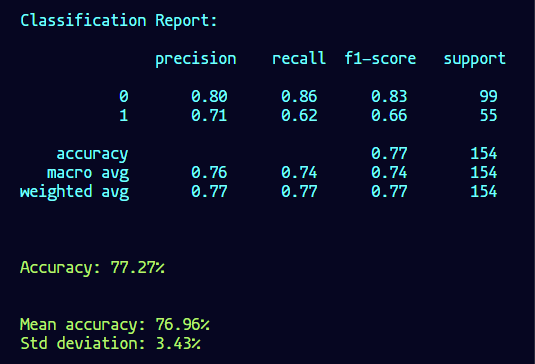 Classification Report:
precision recall f1-score support
0 0.80 0.86 0.83 99
1 0.71 0.62 0.66 55
accuracy 0.77 154
macro avg 0.76 0.74 0.74 154
weighted avg 0.77 0.77 0.77 154
Accuracy: 77.27%
Mean accuracy: 76.96%
Std deviation: 3.43%